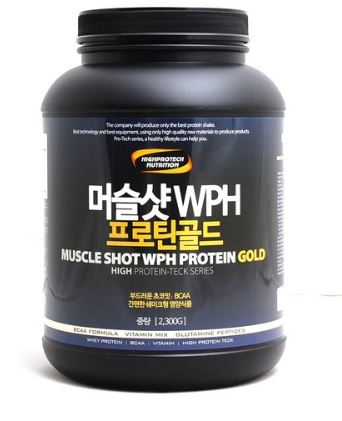 The company will produce only the best protein shake.
Best technology and best equipment, using only high quality raw materials to produce products.
Pro-Tech series, a healthy lifestyle can help you.
HIGHPROTECH
NUTRITION
머슬샷 WPH
프로틴골드
MUSCLE SHOT WPH PROTEIN GOLD
HIGH PROTEIN-TECK SERIES
부드러운 초코맛, BCAA
간편한 쉐이크형 영양식품
중량 [2,300G]
BCAA FORMULA VITAMIN MIX GLUTAMINE PEPTIDES
WHEY PROTEIN | BCAA | VITAMIN | HIGH PROTEIN TECK